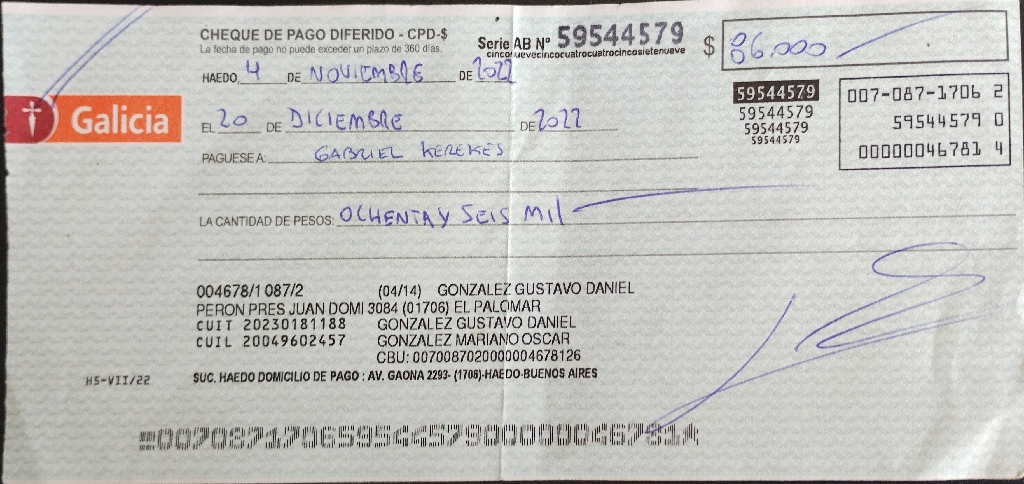 CHEQUE DE PAGO DIFERIDO - CPD-$
La fecha de pago no puede exceder un plazo de 360 días.
Serie AB Nº 59544579
cinconuevecincocuatrocuatrocincosietenueve
$ 86.000
HAEDO, 4 DE NOVIEMBRE DE 2022
Galicia
EL 20 DE DICIEMBRE DE 2022
59544579
59544579
59544579
59544579
007-087-1706 2
59544579 0
00000046781 4
PAGUESE A: GABRIEL KEREKES
LA CANTIDAD DE PESOS: OCHENTA Y SEIS MIL
004678/1 087/2 (04/14) GONZALEZ GUSTAVO DANIEL
PERON PRES JUAN DOMI 3084 (01706) EL PALOMAR
CUIT 20230181188 GONZALEZ GUSTAVO DANIEL
CUIL 20049602457 GONZALEZ MARIANO OSCAR
CBU: 0070087020000004678126
HS-VII/22
SUC. HAEDO DOMICILIO DE PAGO : AV. GAONA 2293- (1706)-HAEDO-BUENOS AIRES
007087170659544579000000467814